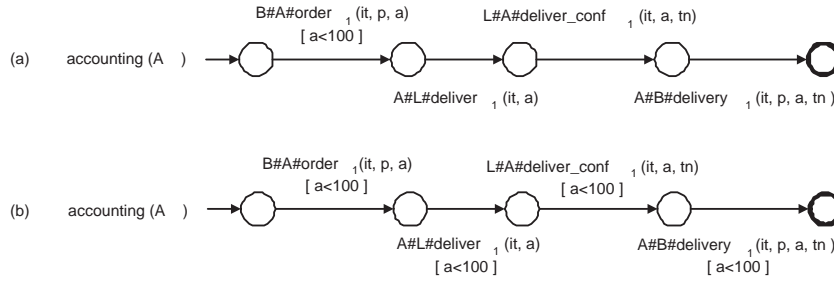 B#A#order 1 (it, p, a)
[ a<100 ]
L#A#deliver_conf 1 (it, a, tn)
(a) accounting (A )
A#L#deliver 1 (it, a)
A#B#delivery 1 (it, p, a, tn )
B#A#order 1 (it, p, a)
[ a<100 ]
L#A#deliver_conf 1 (it, a, tn)
[ a<100 ]
(b) accounting (A )
A#L#deliver 1 (it, a)
[ a<100 ]
A#B#delivery 1 (it, p, a, tn )
[ a<100 ]